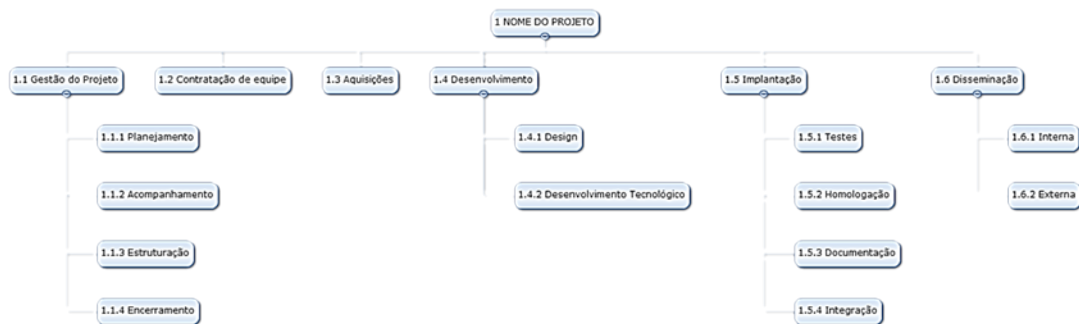 1 NOME DO PROJETO
1.1 Gestão do Projeto
1.2 Contratação de equipe
1.3 Aquisições
1.4 Desenvolvimento
1.5 Implantação
1.6 Disseminação
1.1.1 Planejamento
1.4.1 Design
1.5.1 Testes
1.6.1 Interna
1.1.2 Acompanhamento
1.4.2 Desenvolvimento Tecnológico
1.5.2 Homologação
1.6.2 Externa
1.1.3 Estruturação
1.5.3 Documentação
1.1.4 Encerramento
1.5.4 Integração